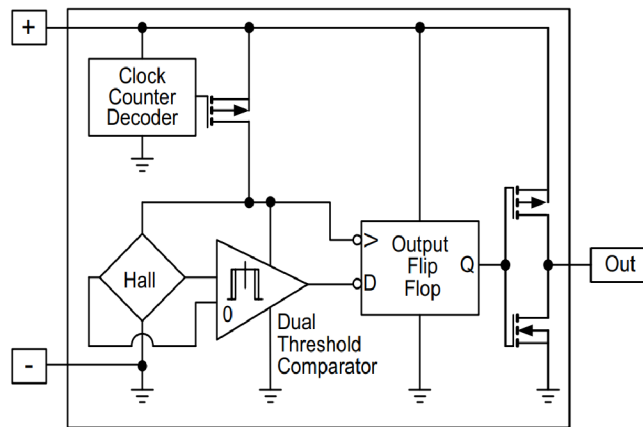 +
Clock
Counter
Decoder
Hall
0
Dual
Threshold
Comparator
>
D
Output
Flip
Flop
Q
Out
-